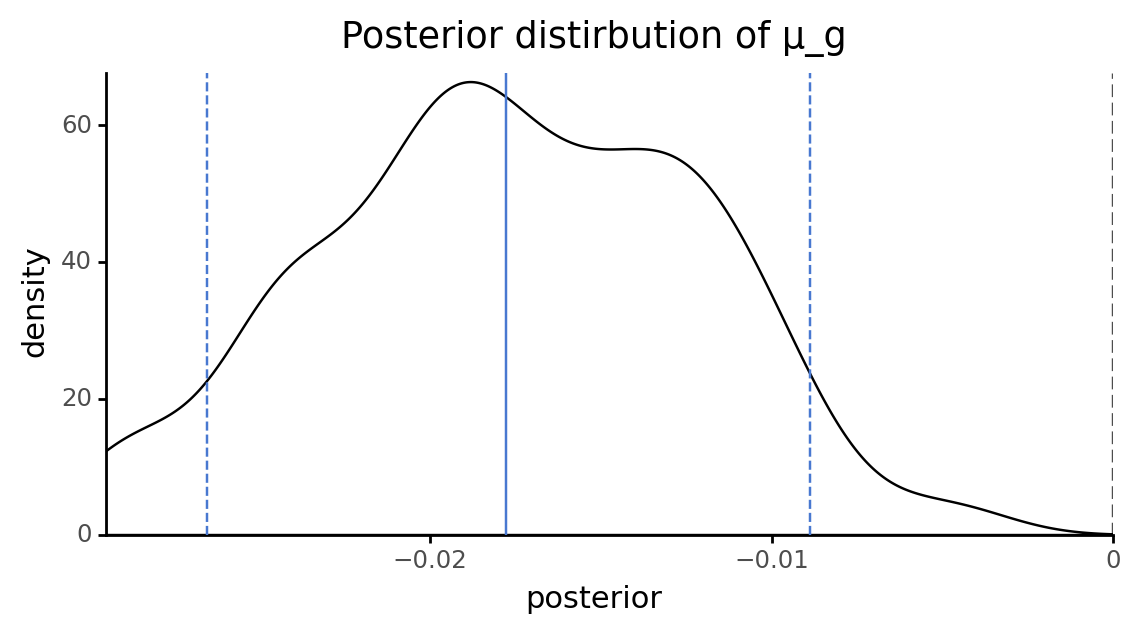 Posterior distirbution of μ_g
density
60
40
20
0
−0.02
−0.01
0
posterior